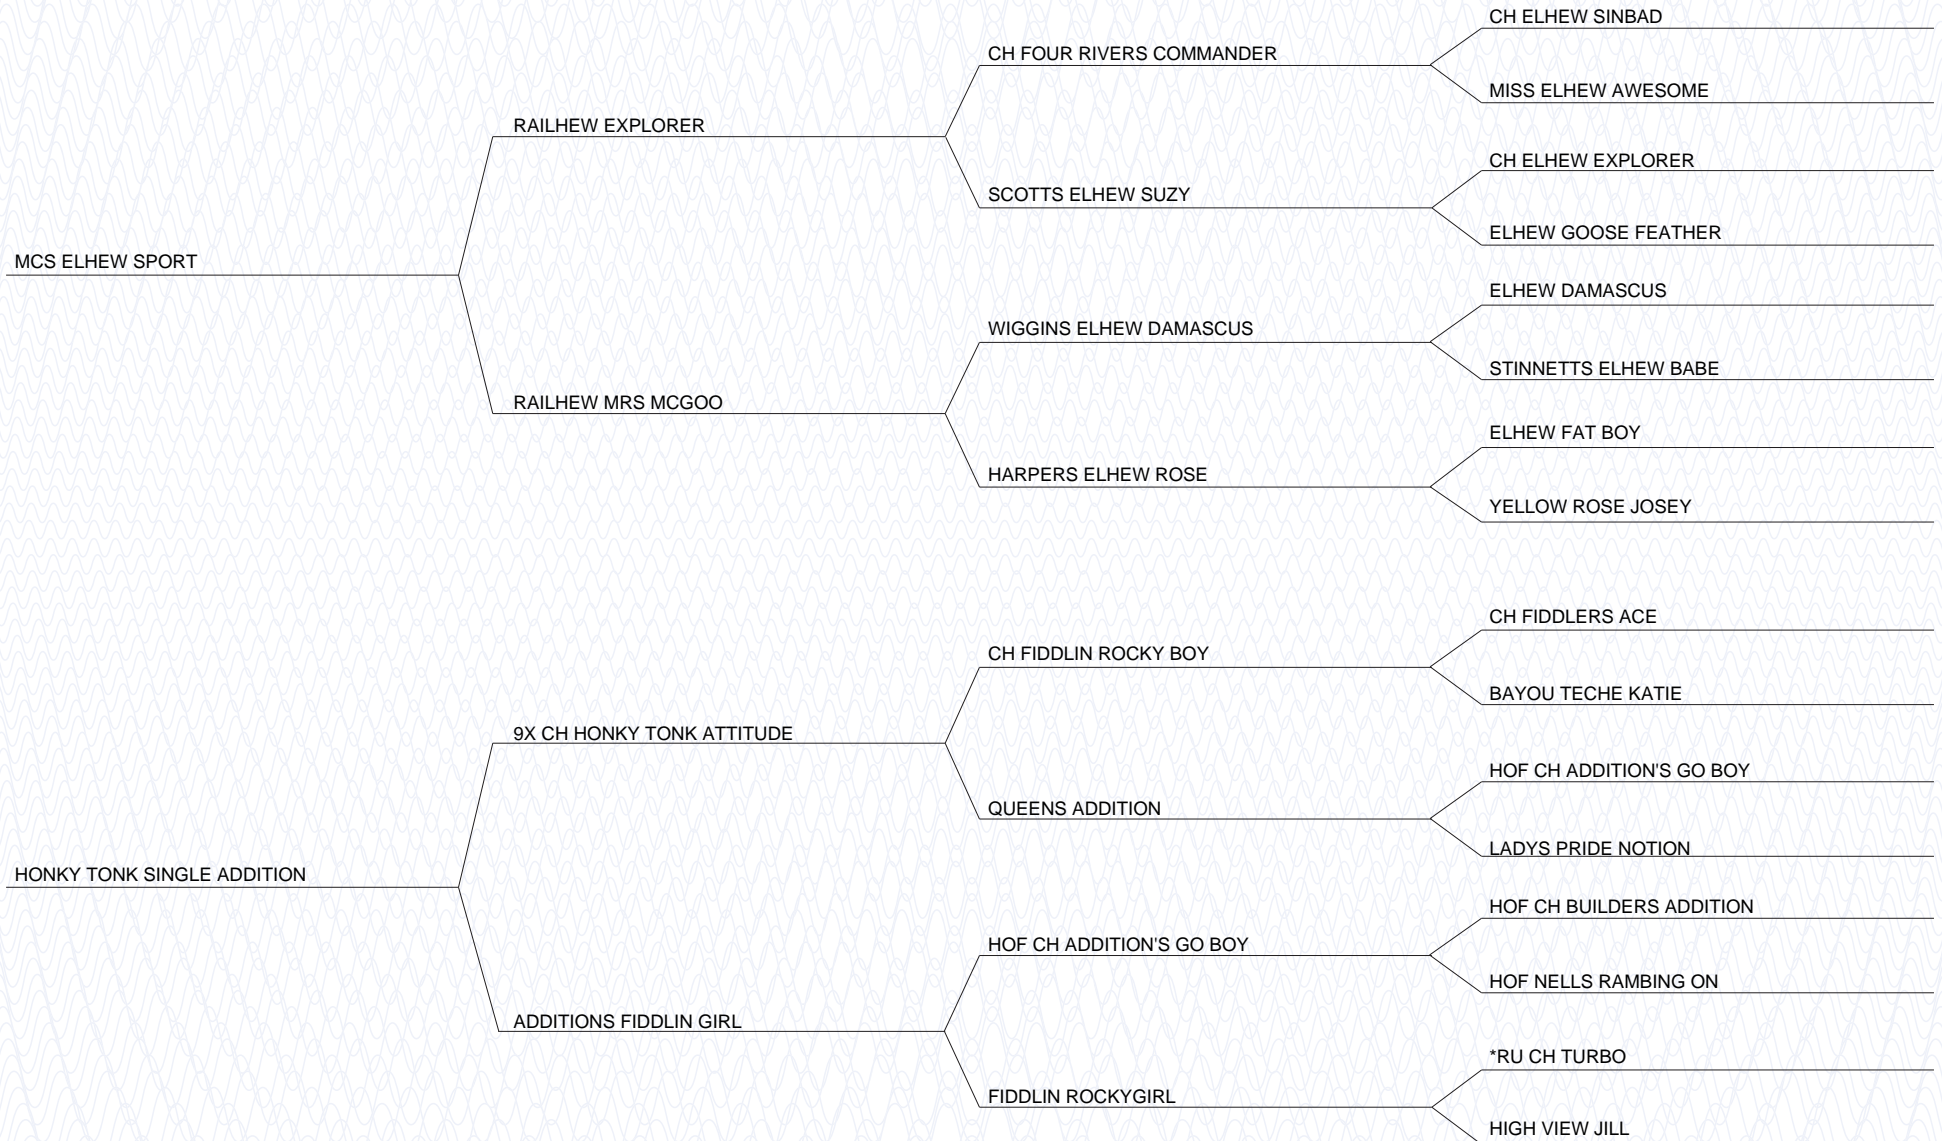 CH ELHEW SINBAD
CH FOUR RIVERS COMMANDER
MISS ELHEW AWESOME
RAILHEW EXPLORER
CH ELHEW EXPLORER
SCOTTS ELHEW SUZY
ELHEW GOOSE FEATHER
MCS ELHEW SPORT
ELHEW DAMASCUS
WIGGINS ELHEW DAMASCUS
STINNETTS ELHEW BABE
RAILHEW MRS MCGOO
ELHEW FAT BOY
HARPERS ELHEW ROSE
YELLOW ROSE JOSEY
CH FIDDLERS ACE
CH FIDDLIN ROCKY BOY
BAYOU TECHE KATIE
9X CH HONKY TONK ATTITUDE
HOF CH ADDITION'S GO BOY
QUEENS ADDITION
LADYS PRIDE NOTION
HONKY TONK SINGLE ADDITION
HOF CH BUILDERS ADDITION
HOF CH ADDITION'S GO BOY
HOF NELLS RAMBING ON
ADDITIONS FIDDLIN GIRL
*RU CH TURBO
FIDDLIN ROCKYGIRL
HIGH VIEW JILL